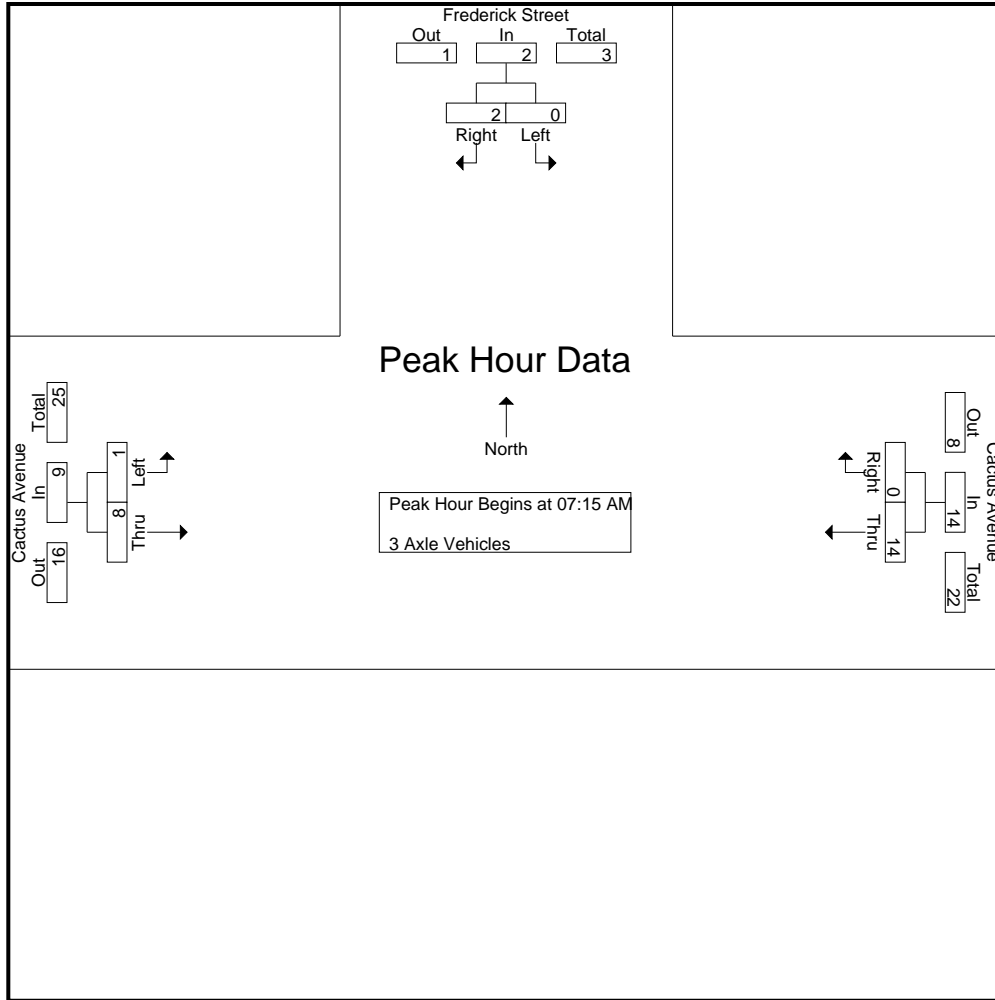 Frederick Street
Out In Total
1 2 3
2 0
Right Left
Peak Hour Data
North
Peak Hour Begins at 07:15 AM
3 Axle Vehicles
Cactus Avenue
Out In Total
16 9 25
1 8
Left Thru
Cactus Avenue
Out In Total
8 14 22
0 14
Right Thru